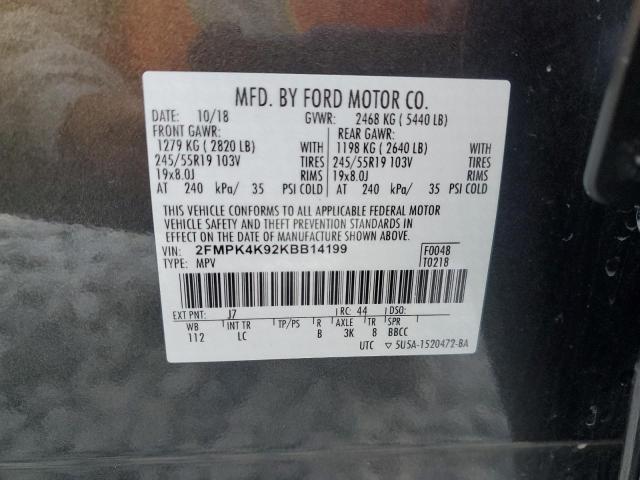 MFD. BY FORD MOTOR CO.
DATE: 10/18 GVWR: 2468 KG ( 5440 LB)
FRONT GAWR: REAR GAWR:
1279 KG ( 2820 LB) WITH 1198 KG ( 2640 LB) WITH
245/55R19 103V TIRES 245/55R19 103V TIRES
19x8.0J RIMS 19x8.0J RIMS
AT 240 kPa/ 35 PSI COLD AT 240 kPa/ 35 PSI COLD
THIS VEHICLE CONFORMS TO ALL APPLICABLE FEDERAL MOTOR
VEHICLE SAFETY AND THEFT PREVENTION STANDARDS IN
EFFECT ON THE DATE OF MANUFACTURE SHOWN ABOVE.
VIN: 2FMPK4K92KBB14199 F0048
TYPE: MPV T0218
EXT PNT: J7 RC: 44 DSO:
WB INT TR TP/PS R AXLE TR SPR
112 LC B 3K 8 BBCC
UTC ▽ 5U5A-1520472-BA